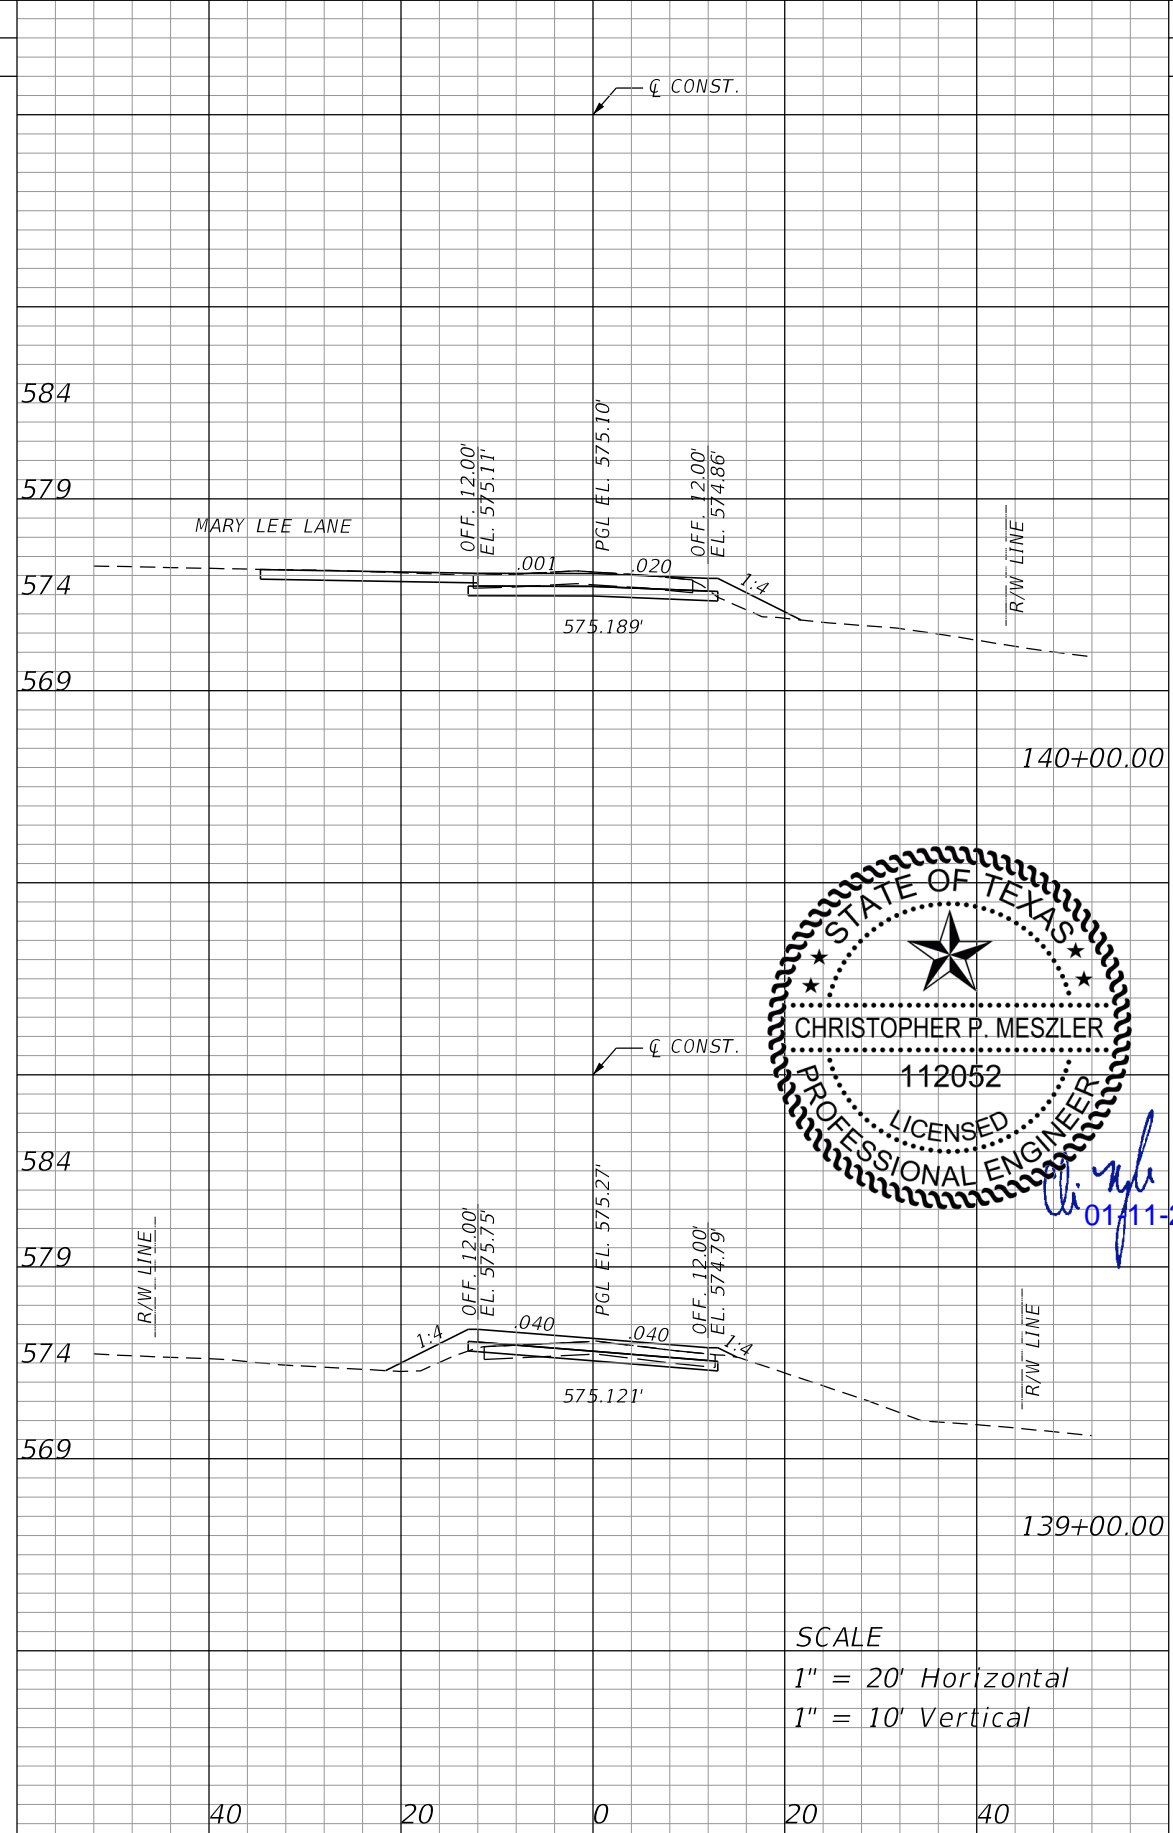 ℄ CONST.
584
OFF. 12.00'
EL. 575.11'
PGL EL. 575.10'
OFF. 12.00'
EL. 574.86'
579
MARY LEE LANE
R/W LINE
.001
.020
574
1:4
575.189'
569
140+00.00
STATE OF TEXAS
CHRISTOPHER P. MESZLER
112052
LICENSED
PROFESSIONAL ENGINEER
℄ CONST.
584
01-11-
OFF. 12.00'
EL. 575.75'
PGL EL. 575.27'
OFF. 12.00'
EL. 574.79'
579
R/W LINE
R/W LINE
1:4
.040
.040
1:4
574
575.121'
569
139+00.00
SCALE
1" = 20' Horizontal
1" = 10' Vertical
40 20 0 20 40